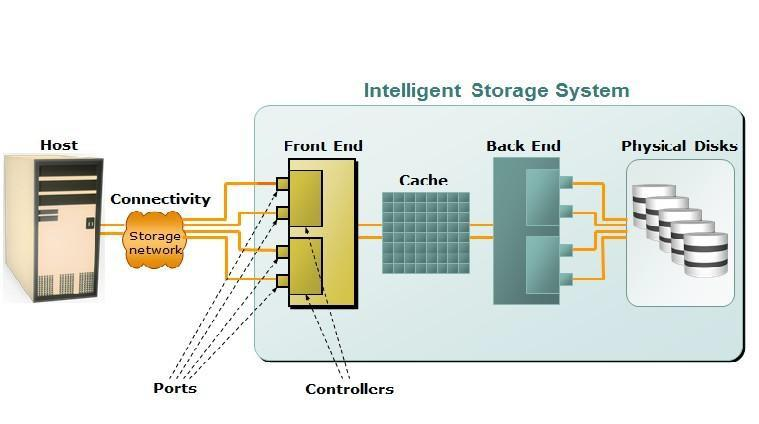 Intelligent Storage System
Host
Front End
Back End
Physical Disks
Cache
Connectivity
Storage
network
Ports
Controllers